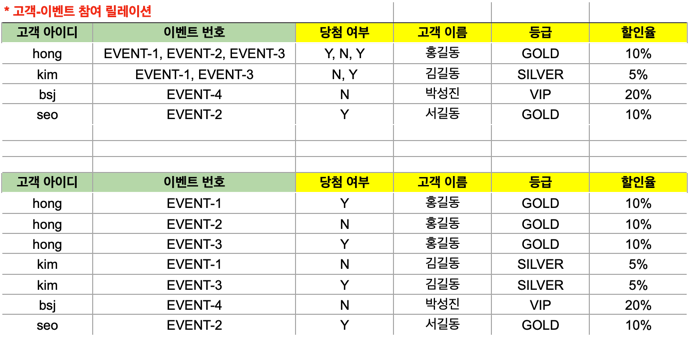 * 고객-이벤트 참여 릴레이션
고객 아이디 이벤트 번호 당첨 여부 고객 이름 등급 할인율
hong EVENT-1, EVENT-2, EVENT-3 Y, N, Y 홍길동 GOLD 10%
kim EVENT-1, EVENT-3 N, Y 김길동 SILVER 5%
bsj EVENT-4 N 박성진 VIP 20%
seo EVENT-2 Y 서길동 GOLD 10%
고객 아이디 이벤트 번호 당첨 여부 고객 이름 등급 할인율
hong EVENT-1 Y 홍길동 GOLD 10%
hong EVENT-2 N 홍길동 GOLD 10%
hong EVENT-3 Y 홍길동 GOLD 10%
kim EVENT-1 N 김길동 SILVER 5%
kim EVENT-3 Y 김길동 SILVER 5%
bsj EVENT-4 N 박성진 VIP 20%
seo EVENT-2 Y 서길동 GOLD 10%